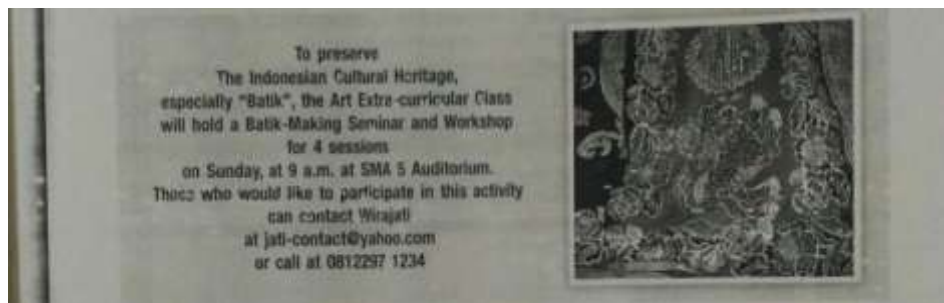 To preserve
The Indonesian Cultural Heritage,
especially "Batik", the Art Extra-curricular Class
will hold a Batik-Making Seminar and Workshop
for 4 sessions
on Sunday, at 9 a.m. at SMA 5 Auditorium.
Those who would like to participate in this activity
can contact Wirajati
at jati-contact@yahoo.com
or call at 0812297 1234